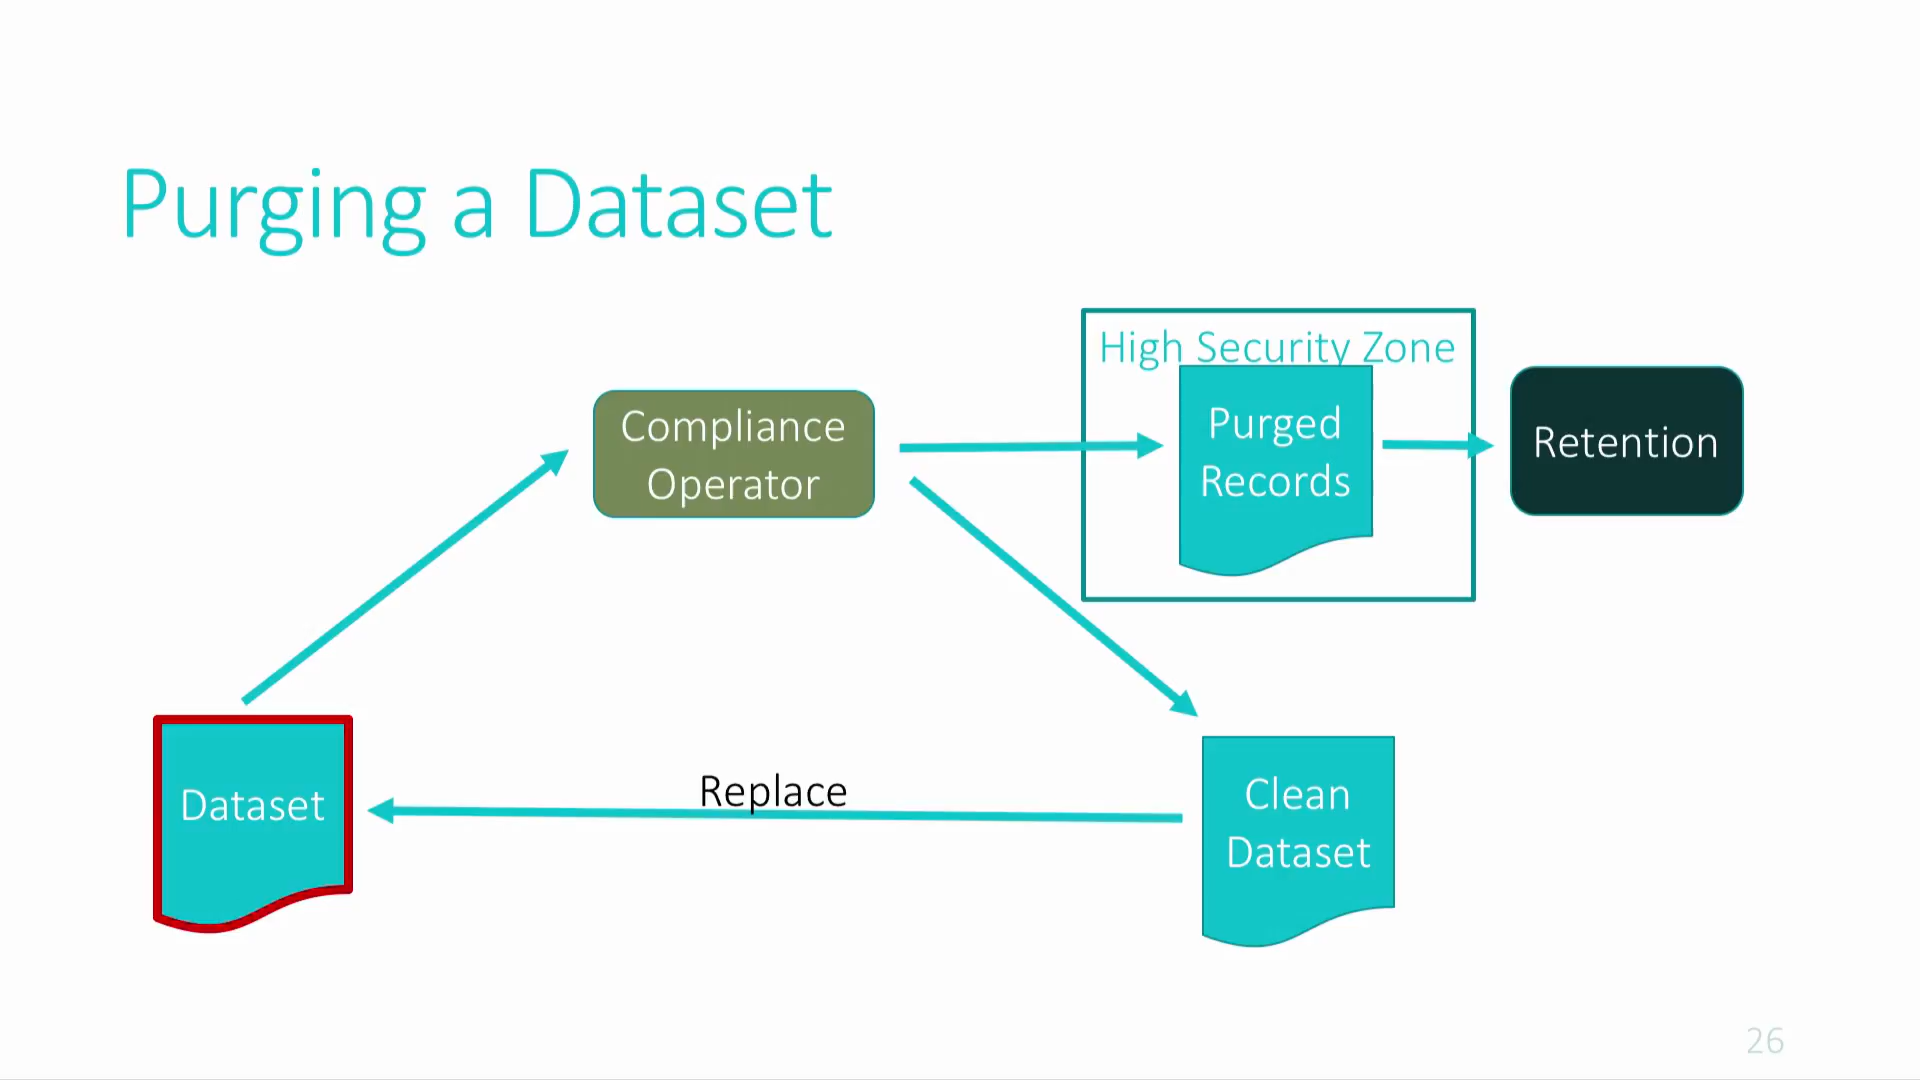 Purging a Dataset
High Security Zone
Compliance
Operator
Purged
Records
Retention
Dataset
Replace
Clean
Dataset
26